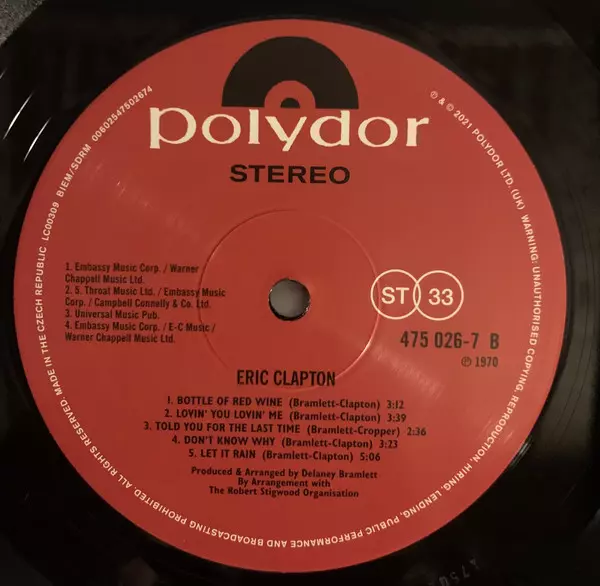 polydor
STEREO
1. Embassy Music Corp. / Warner
Chappell Music Ltd.
2. 5. Throat Music Ltd. / Embassy Music
Corp. / Campbell Connelly & Co. Ltd.
3. Universal Music Pub.
4. Embassy Music Corp. / E-C Music /
Warner Chappell Music Ltd.
ST 33
475 026-7 B
℗ 1970
ERIC CLAPTON
1. BOTTLE OF RED WINE (Bramlett-Clapton) 3:12
2. LOVIN' YOU LOVIN' ME (Bramlett-Clapton) 3:39
3. TOLD YOU FOR THE LAST TIME (Bramlett-Cropper) 2:36
4. DON'T KNOW WHY (Bramlett-Clapton) 3:23
5. LET IT RAIN (Bramlett-Clapton) 5:06
Produced & Arranged by Delaney Bramlett
By Arrangement with
The Robert Stigwood Organisation
℗ & © 2021 POLYDOR LTD. (UK) WARNING: UNAUTHORISED COPYING, REPRODUCTION, HIRING, LENDING, PUBLIC PERFORMANCE AND BROADCASTING PROHIBITED. ALL RIGHTS RESERVED. MADE IN THE CZECH REPUBLIC LC00309 BIEM/SDRM 00602547502674